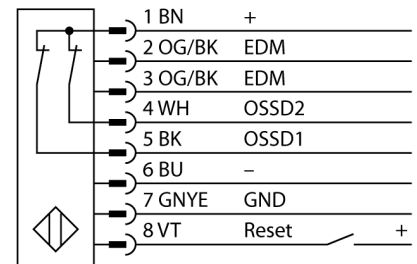 1 BN +
2 OG/BK EDM
3 OG/BK EDM
4 WH OSSD2
5 BK OSSD1
6 BU –
7 GNYE GND
8 VT Reset +